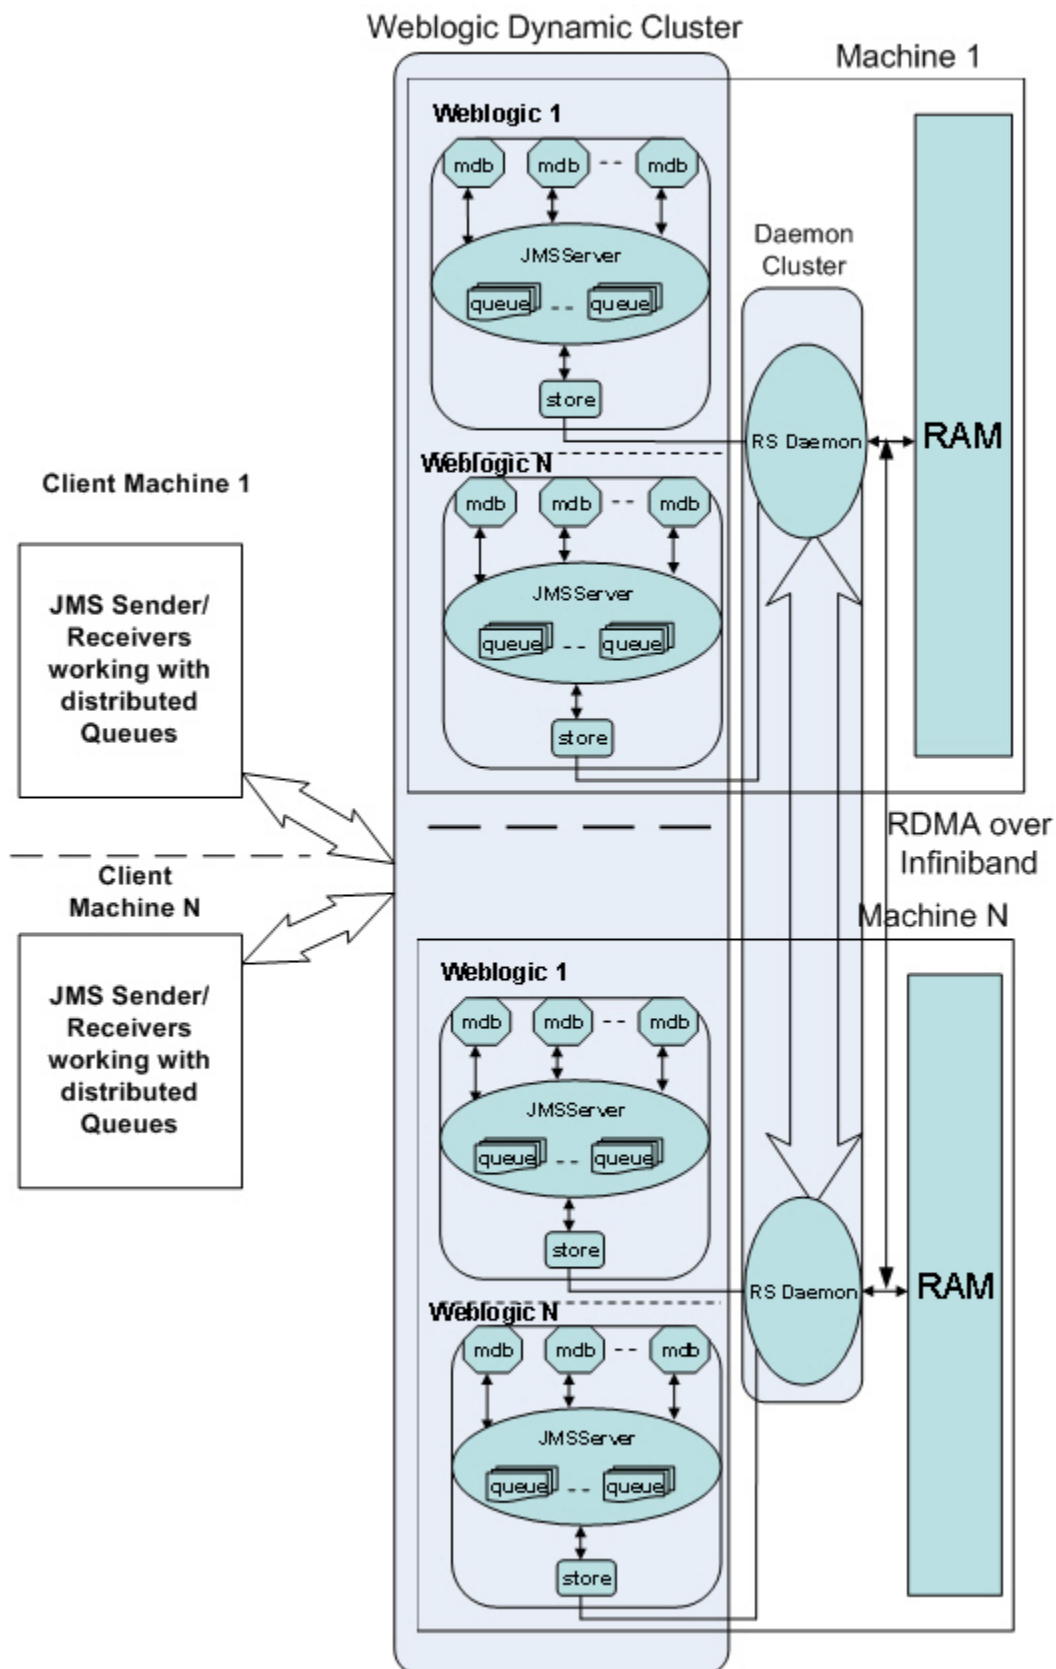 Weblogic Dynamic Cluster
Machine 1
Weblogic 1
mdb mdb -- mdb
JMSServer
queue -- queue
store
Daemon
Cluster
RS Daemon
RAM
Weblogic N
mdb mdb -- mdb
JMSServer
queue -- queue
store
Client Machine 1
JMS Sender/
Receivers
working with
distributed
Queues
RDMA over
Infiniband
Client
Machine N
JMS Sender/
Receivers
working with
distributed
Queues
Machine N
Weblogic 1
mdb mdb -- mdb
JMSServer
queue -- queue
store
RS Daemon
RAM
Weblogic N
mdb mdb -- mdb
JMSServer
queue -- queue
store